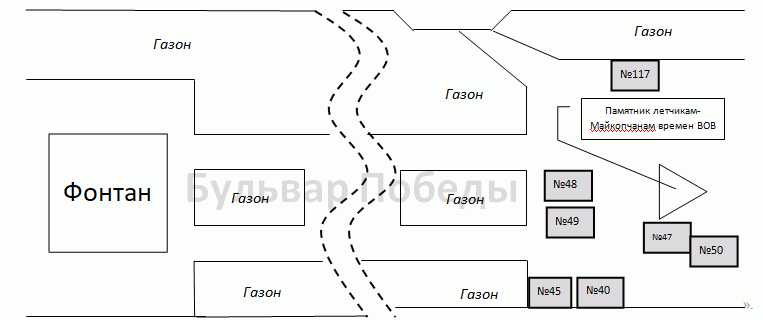 Газон
Газон
№117
Газон
Памятник летчикам-
Майкопчанам времен ВОВ
Фонтан
Бульвар Победы
Газон
Газон
№48
№49
№47
№50
Газон
Газон
№45
№40
».